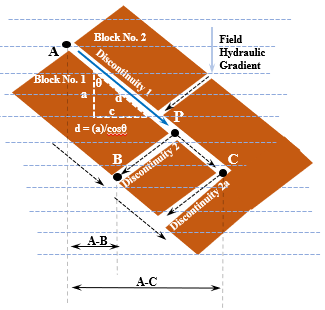 Block No. 2
A
Field
Hydraulic
Gradient
Discontinuity 1
Block No. 1
θ
a
d
c
P
d = (a)/cosθ
B
Discontinuity 2
C
Discontinuity 2a
A-B
A-C